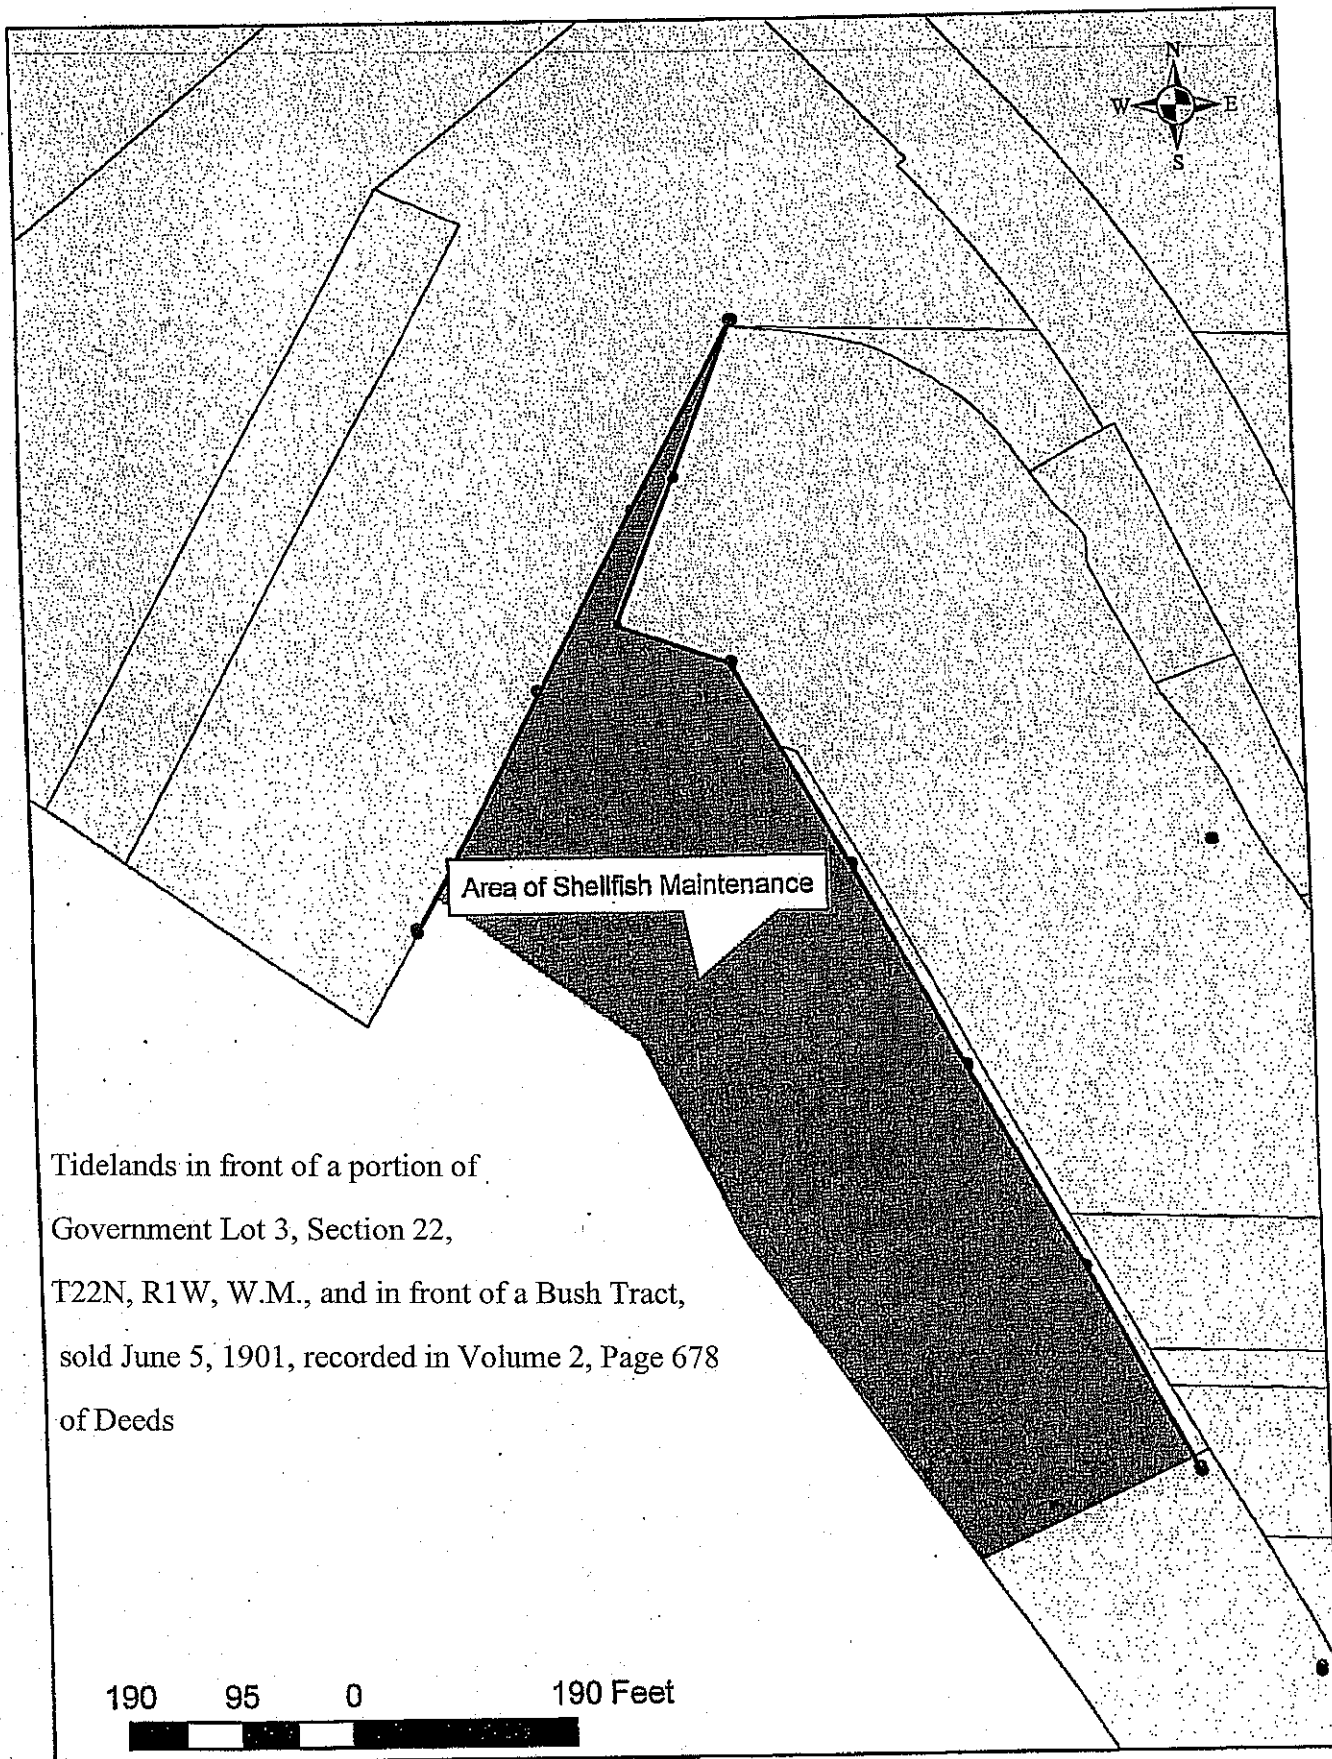 N
W E
S
Area of Shellfish Maintenance
Tidelands in front of a portion of
Government Lot 3, Section 22,
T22N, R1W, W.M., and in front of a Bush Tract,
sold June 5, 1901, recorded in Volume 2, Page 678
of Deeds
190 95 0 190 Feet